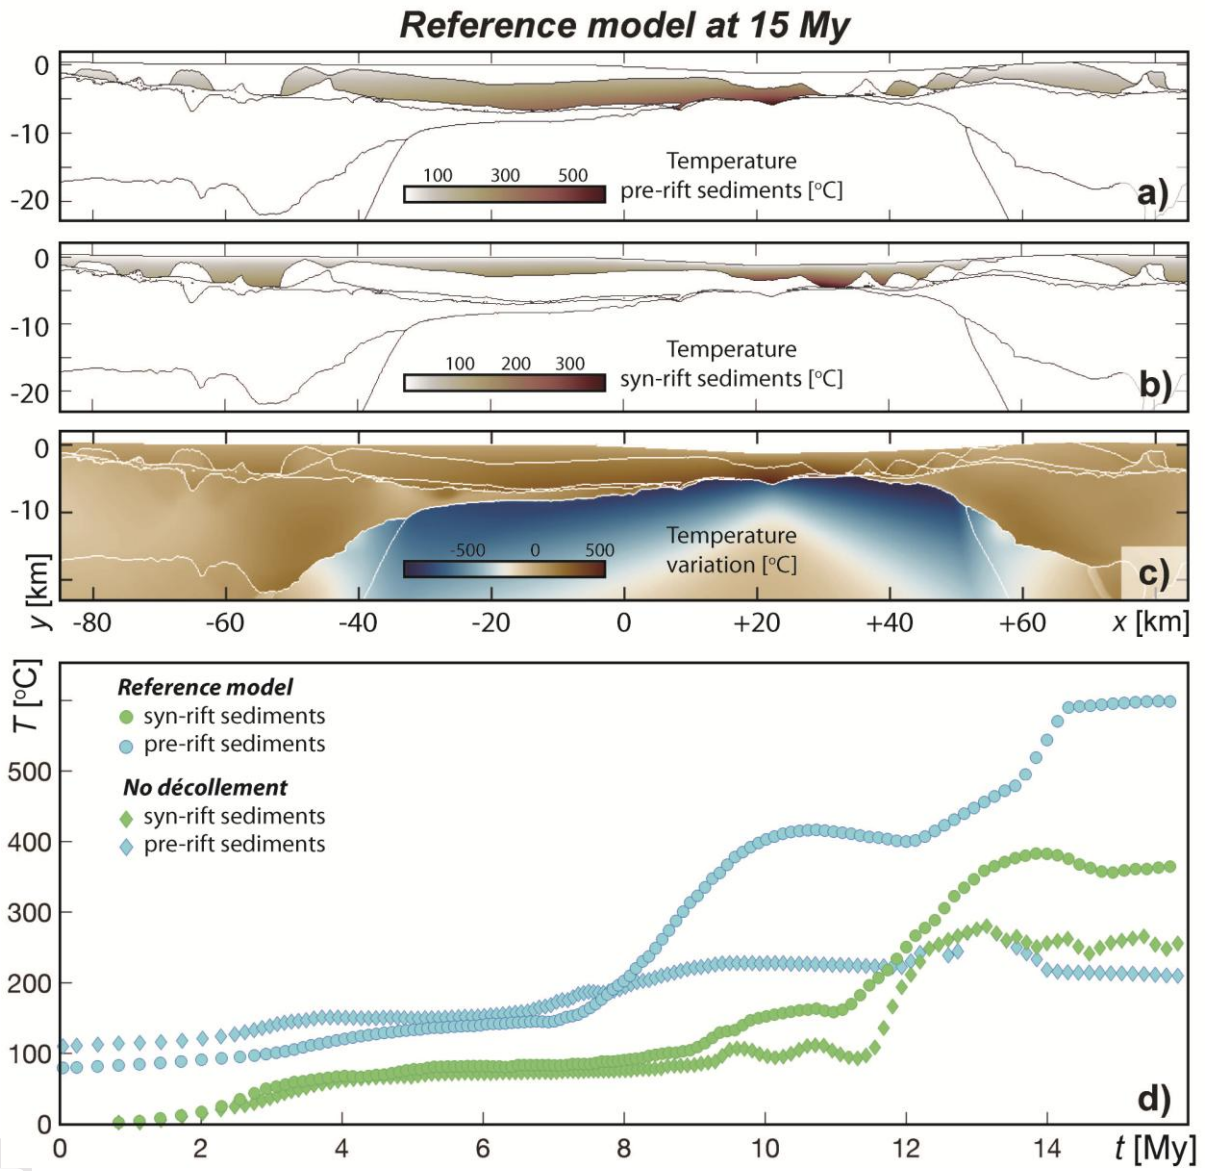 Reference model at 15 My
0
-10
-20
100 300 500
Temperature
pre-rift sediments [°C]
a)
0
-10
-20
100 200 300
Temperature
syn-rift sediments [°C]
b)
0
-10
y [km]
-500 0 500
Temperature
variation [°C]
c)
-80 -60 -40 -20 0 +20 +40 +60 x [km]
T [°C]
Reference model
syn-rift sediments
pre-rift sediments
No décollement
syn-rift sediments
pre-rift sediments
500
400
300
200
100
0
d)
0 2 4 6 8 10 12 14 t [My]